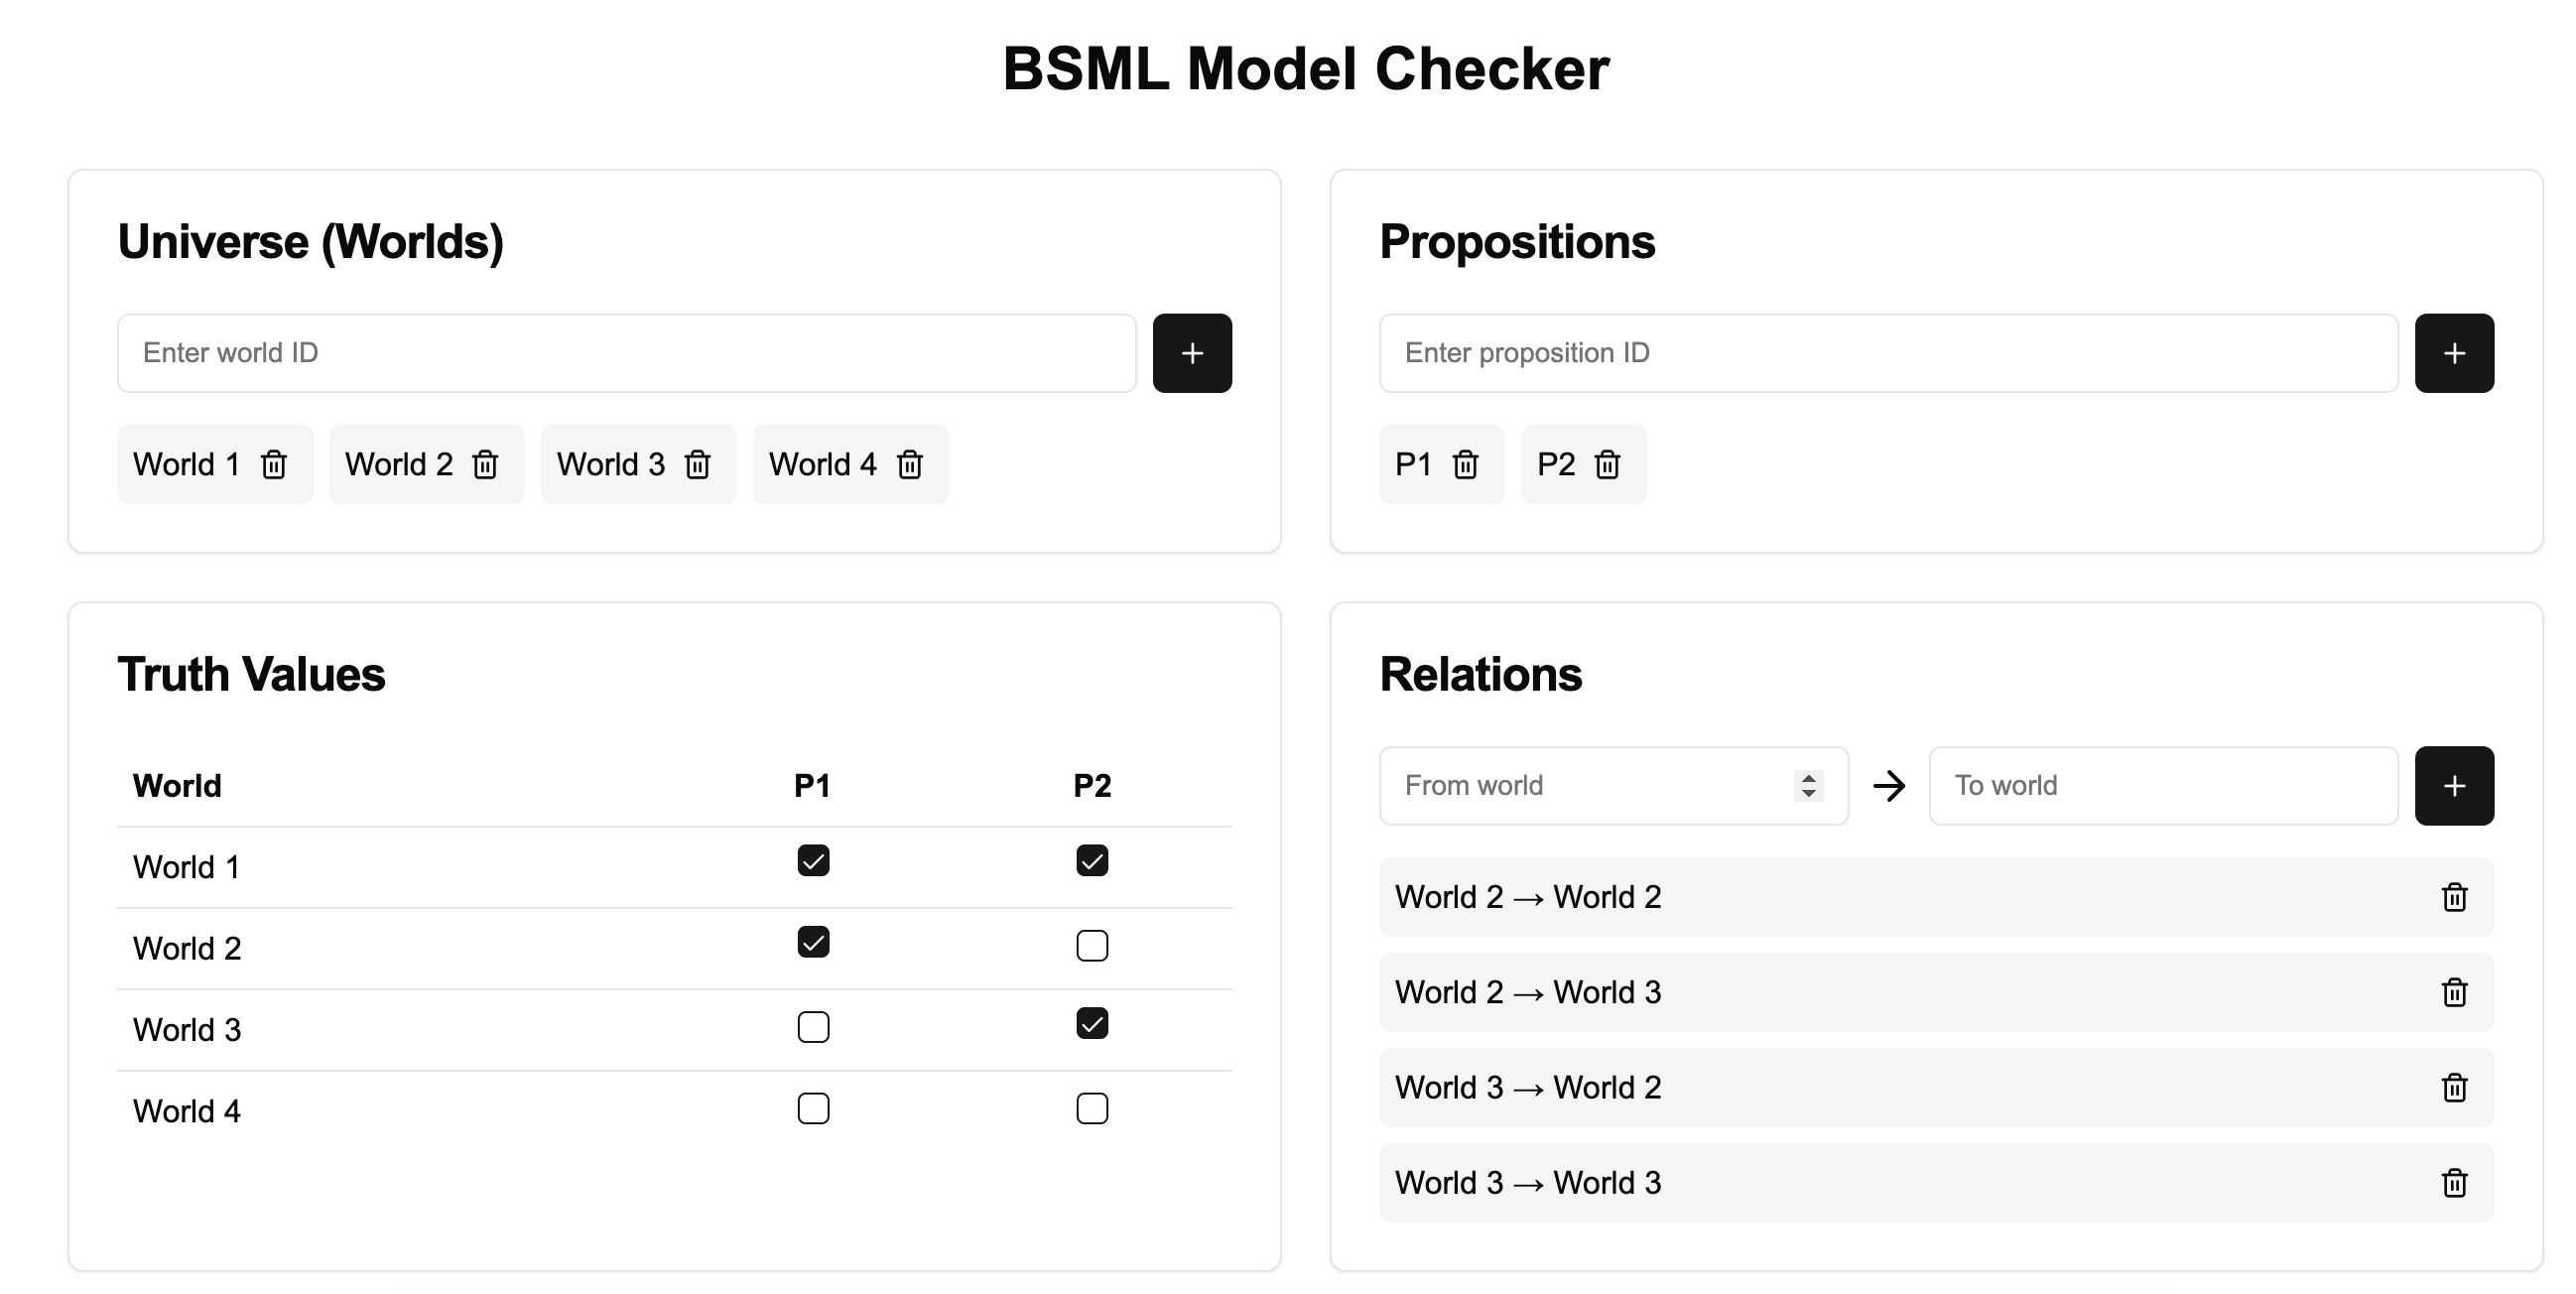 BSML Model Checker
Universe (Worlds)
Enter world ID
+
World 1
World 2
World 3
World 4
Propositions
Enter proposition ID
+
P1
P2
Truth Values
World P1 P2
World 1
World 2
World 3
World 4
Relations
From world → To world +
World 2 → World 2
World 2 → World 3
World 3 → World 2
World 3 → World 3